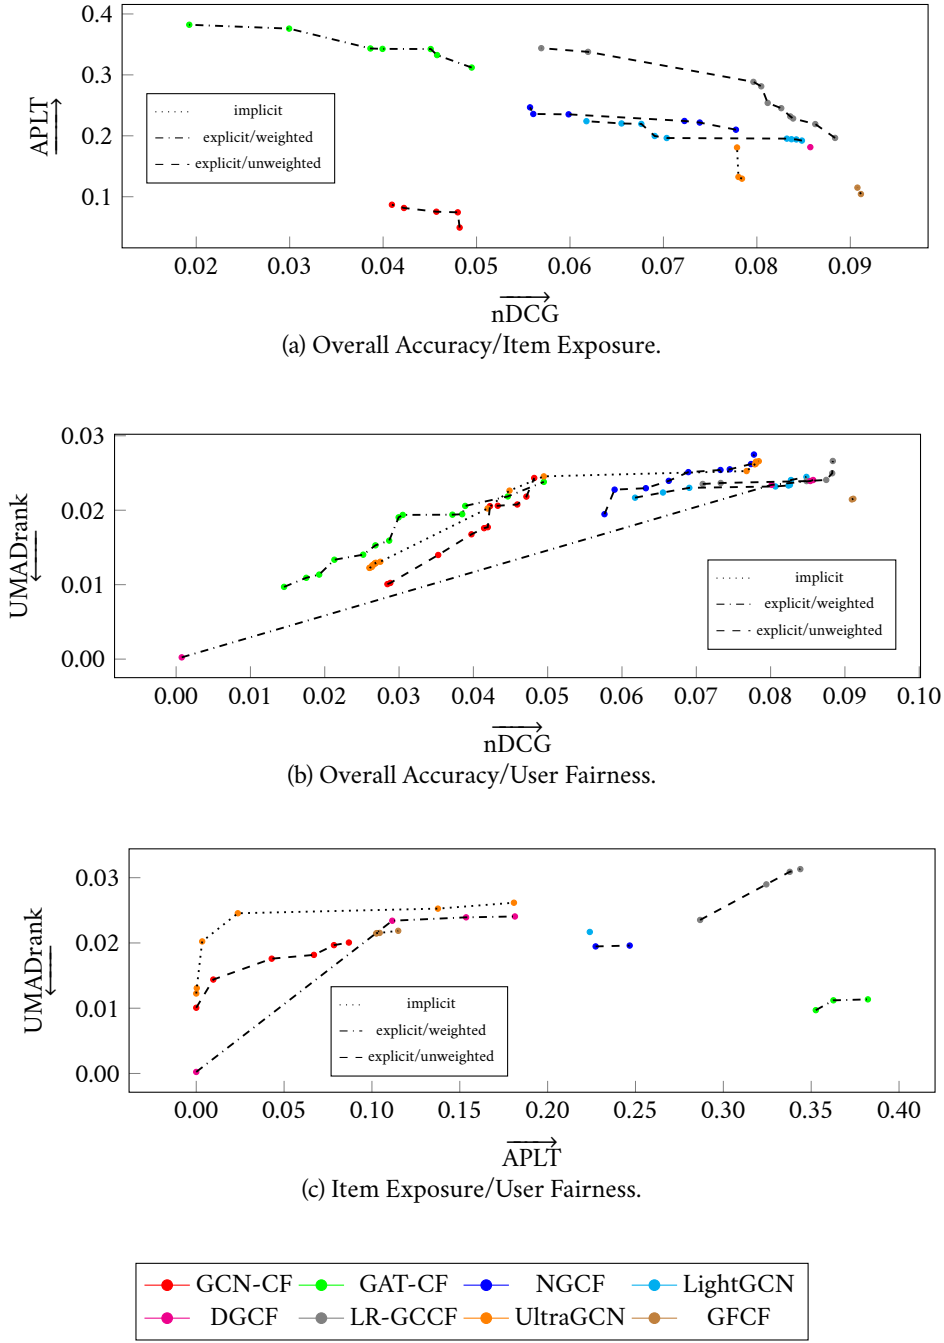 0.4
0.3
0.2
0.1
APLT
implicit
explicit/weighted
explicit/unweighted
0.02 0.03 0.04 0.05 0.06 0.07 0.08 0.09
nDCG
(a) Overall Accuracy/Item Exposure.
0.03
0.02
0.01
0.00
UMADrank
implicit
explicit/weighted
explicit/unweighted
0.00 0.01 0.02 0.03 0.04 0.05 0.06 0.07 0.08 0.09 0.10
nDCG
(b) Overall Accuracy/User Fairness.
0.03
0.02
0.01
0.00
UMADrank
implicit
explicit/weighted
explicit/unweighted
0.00 0.05 0.10 0.15 0.20 0.25 0.30 0.35 0.40
APLT
(c) Item Exposure/User Fairness.
GCN-CF GAT-CF NGCF LightGCN
DGCF LR-GCCF UltraGCN GFCF